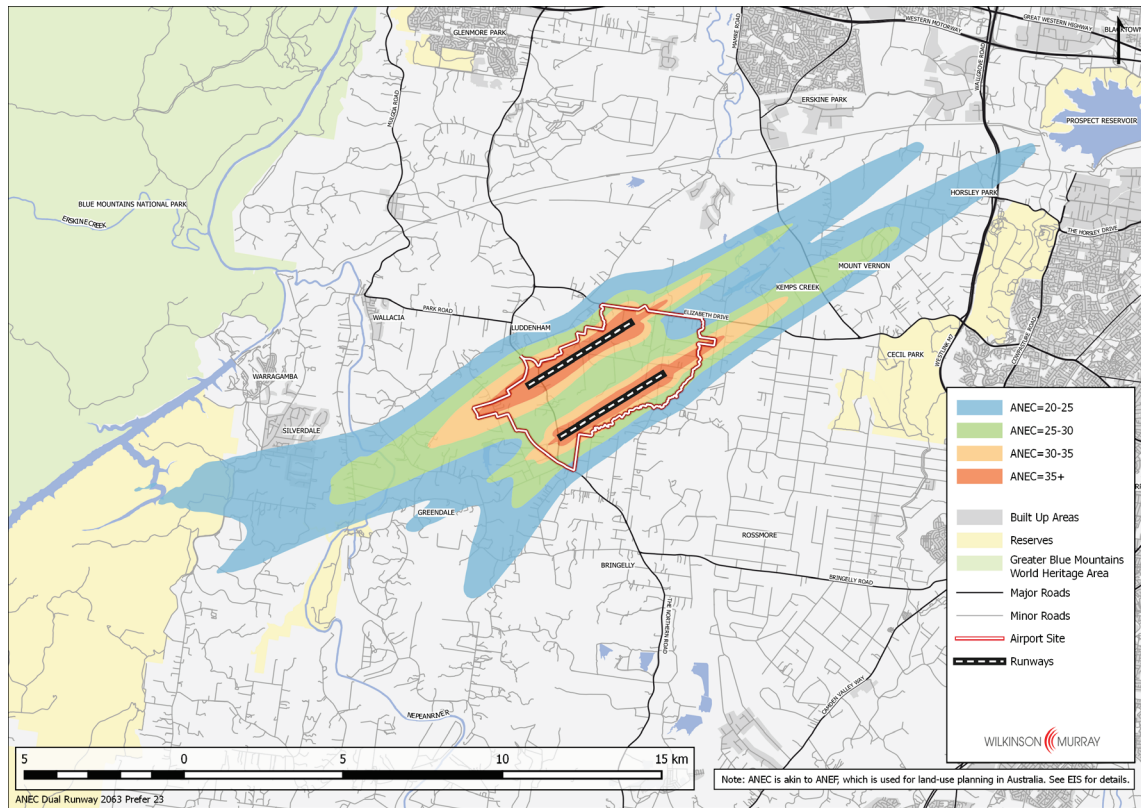 GLENMORE PARK
MAMRE ROAD
WESTERN MOTORWAY
GREAT WESTERN HIGHWAY
BLACKTOWN
WALLGROVE ROAD
MULGOA ROAD
ERSKINE PARK
PROSPECT RESERVOIR
BLUE MOUNTAINS NATIONAL PARK
ERSKINE CREEK
HORSLEY PARK
THE HORSLEY DRIVE
MOUNT VERNON
KEMPS CREEK
PARK ROAD
WALLACIA
LUDDENHAM
ELIZABETH DRIVE
COWPASTURE ROAD
CECIL PARK
WESTLINK M7
WARRAGAMBA
SILVERDALE
GREENDALE
ROSSMORE
BRINGELLY
BRINGELLY ROAD
THE NORTHERN ROAD
CAMDEN VALLEY WAY
NEPEAN RIVER
ANEC=20-25
ANEC=25-30
ANEC=30-35
ANEC=35+
Built Up Areas
Reserves
Greater Blue Mountains
World Heritage Area
Major Roads
Minor Roads
Airport Site
Runways
WILKINSON MURRAY
5 0 5 10 15 km
Note: ANEC is akin to ANEF, which is used for land-use planning in Australia. See EIS for details.
ANEC Dual Runway 2063 Prefer 23